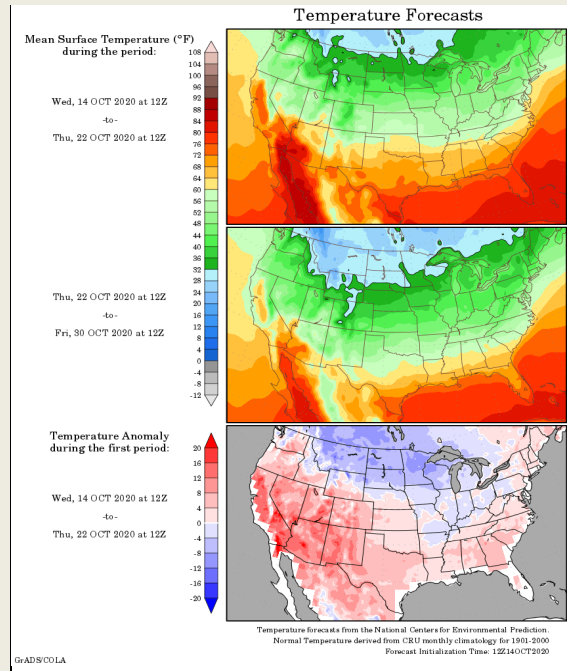 Temperature Forecasts
Mean Surface Temperature (°F)
during the period:
Wed, 14 OCT 2020 at 12Z
-to-
Thu, 22 OCT 2020 at 12Z
108
104
100
96
92
88
84
80
76
72
68
64
60
56
52
48
44
40
36
32
28
24
20
16
12
8
4
0
-4
-8
-12
Thu, 22 OCT 2020 at 12Z
-to-
Fri, 30 OCT 2020 at 12Z
Temperature Anomaly
during the first period:
Wed, 14 OCT 2020 at 12Z
-to-
Thu, 22 OCT 2020 at 12Z
20
16
12
8
4
0
-4
-8
-12
-16
-20
Temperature forecasts from the National Centers for Environmental Prediction.
Normal Temperature derived from CRU monthly climatology for 1901-2000
Forecast Initialization Time: 12Z14OCT2020
GrADS/COLA